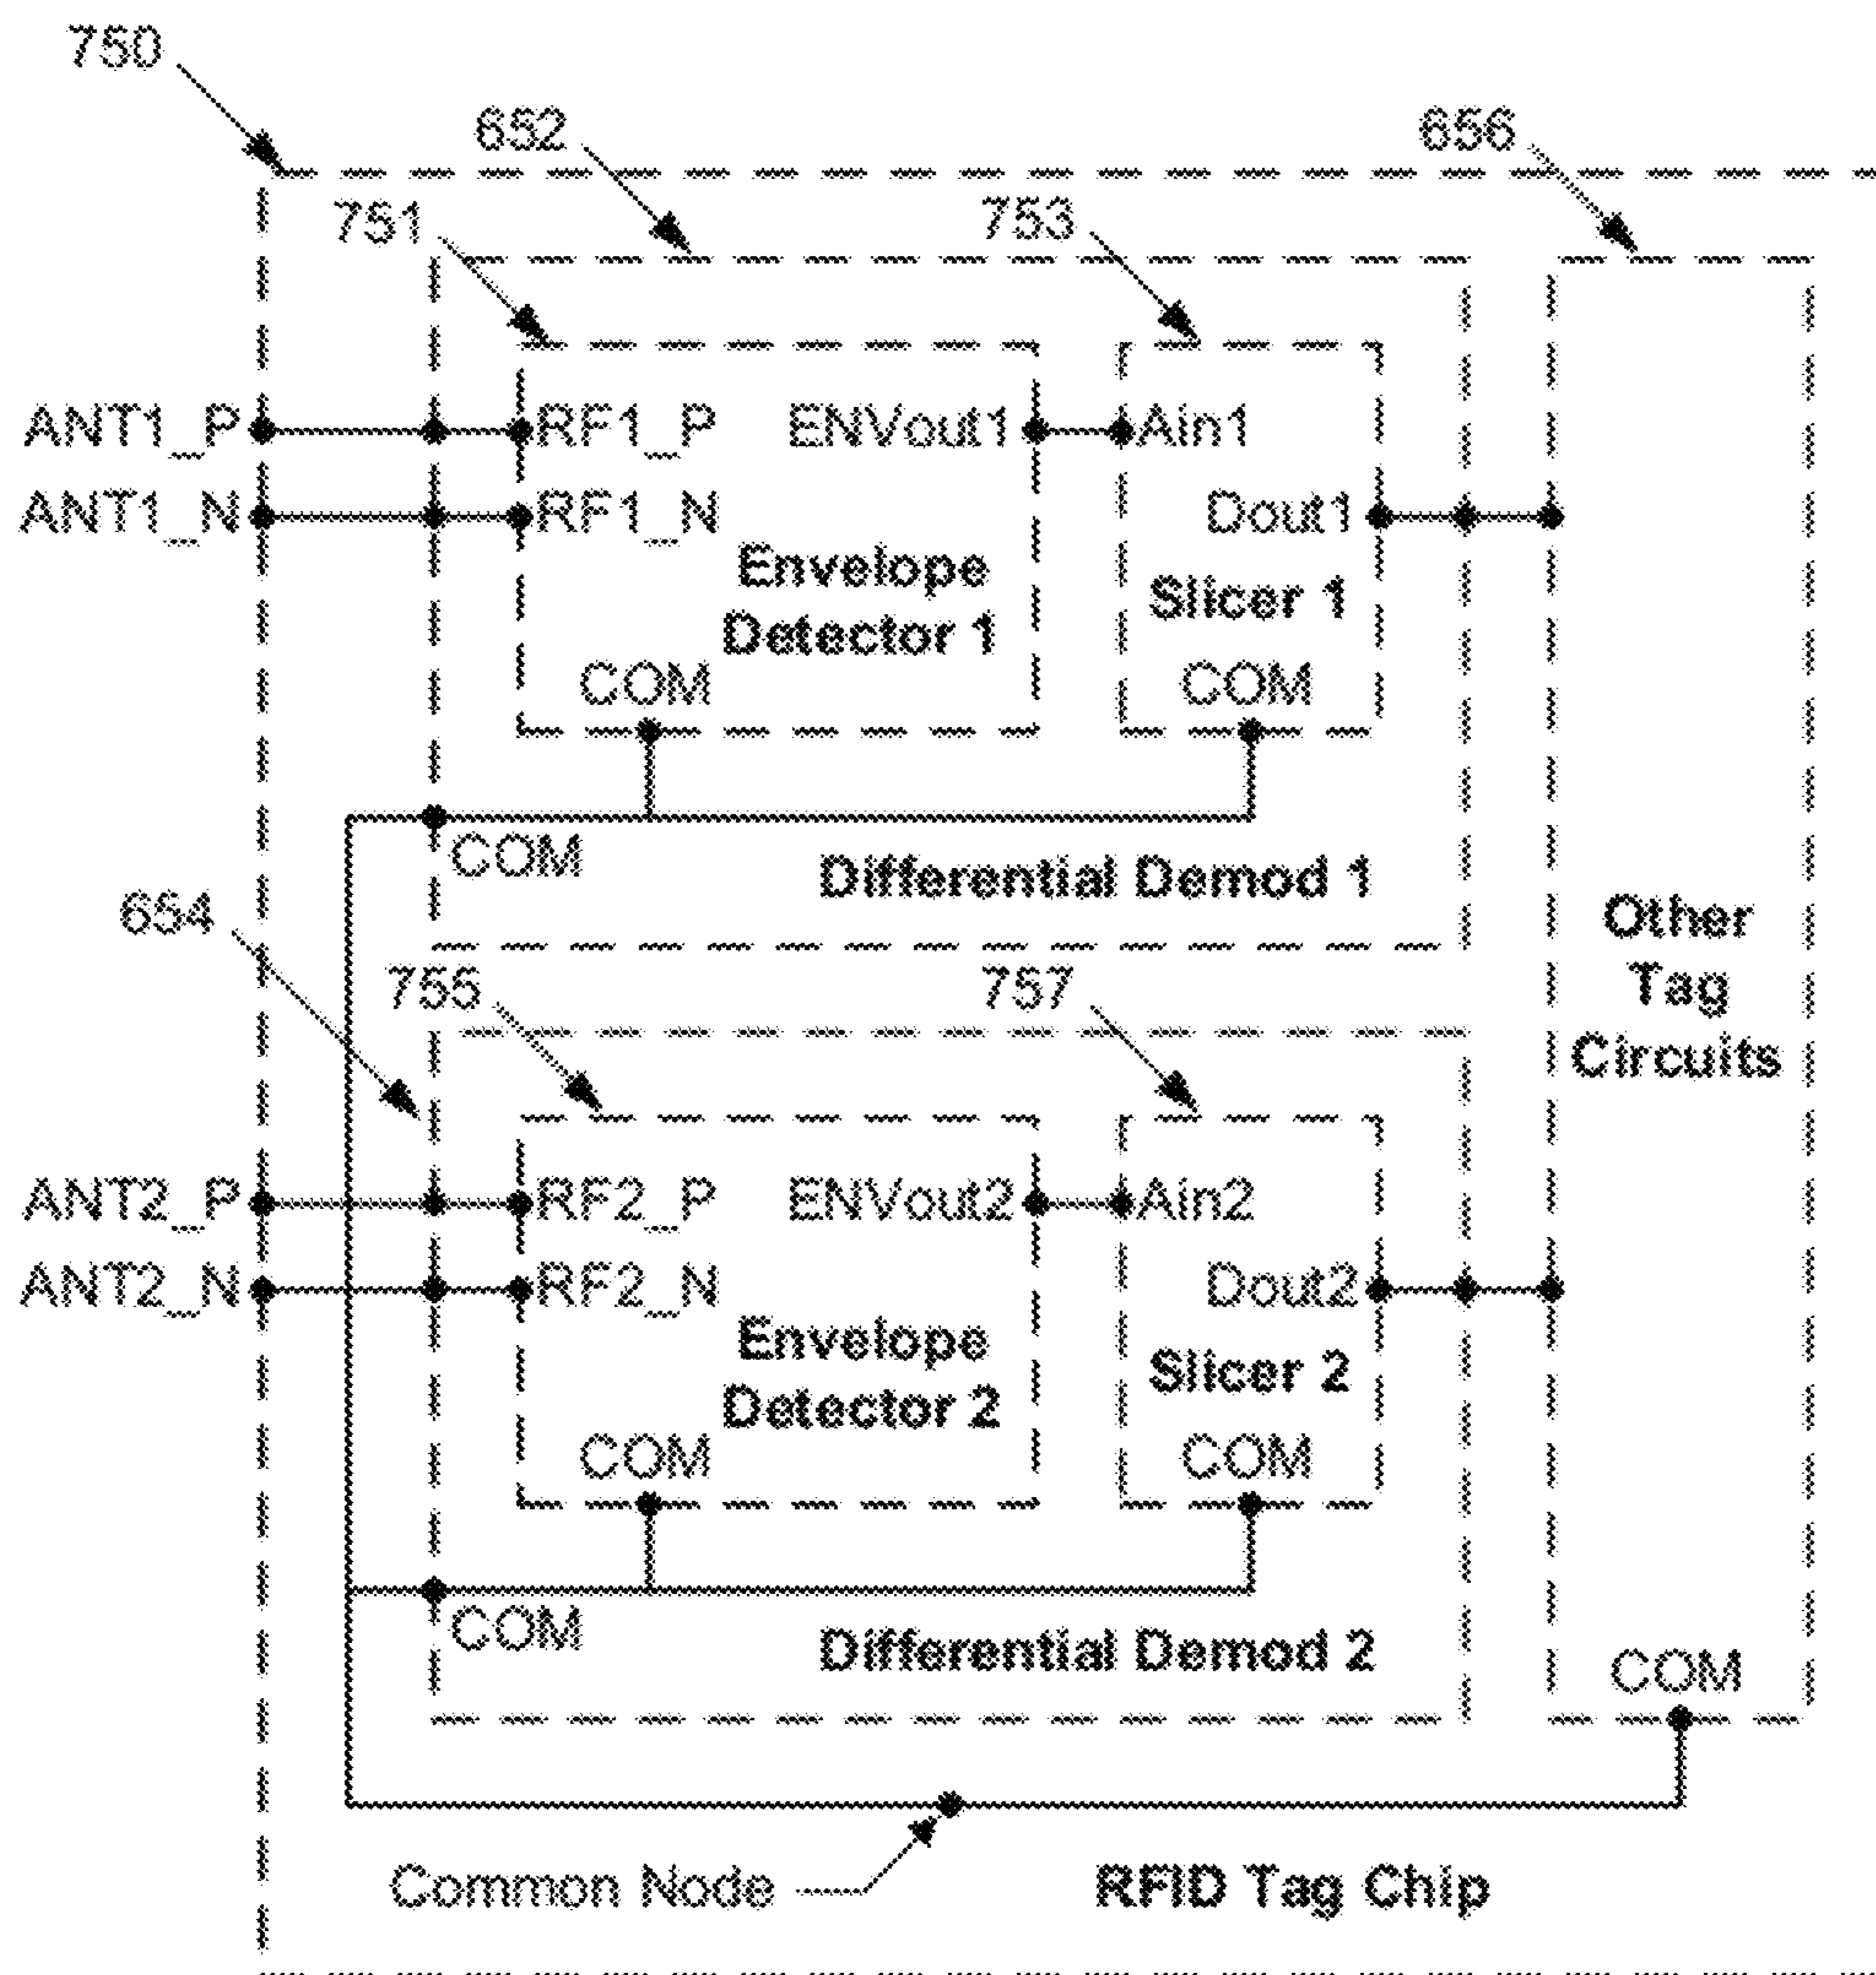 750
652
656
751
753
ANT1_P
RF1_P
ENVout1
Ain1
ANT1_N
RF1_N
Dout1
Envelope
Detector 1
Slicer 1
COM
COM
COM
Differential Demod 1
654
755
757
Other
Tag
Circuits
ANT2_P
RF2_P
ENVout2
Ain2
ANT2_N
RF2_N
Dout2
Envelope
Detector 2
Slicer 2
COM
COM
COM
Differential Demod 2
COM
Common Node
RFID Tag Chip